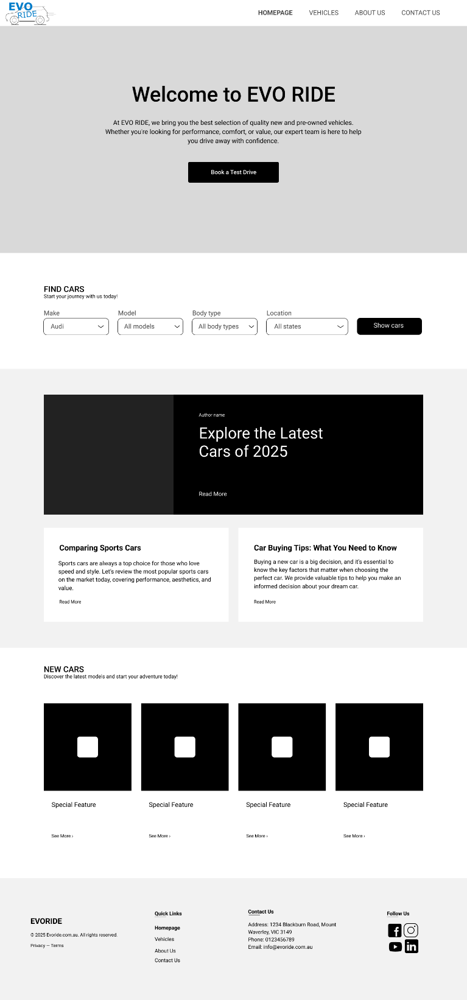 EVO
RIDE
HOMEPAGE VEHICLES ABOUT US CONTACT US
Welcome to EVO RIDE
At EVO RIDE, we bring you the best selection of quality new and pre-owned vehicles.
Whether you're looking for performance, comfort, or value, our expert team is here to help
you drive away with confidence.
Book a Test Drive
FIND CARS
Start your journey with us today!
Make Model Body type Location
Audi All models All body types All states Show cars
Author name
Explore the Latest
Cars of 2025
Read More
Comparing Sports Cars
Sports cars are always a top choice for those who love
speed and style. Let's review the most popular sports cars
on the market today, covering performance, aesthetics, and
value.
Read More
Car Buying Tips: What You Need to Know
Buying a new car is a big decision, and it's essential to
know the key factors that matter when choosing the
perfect car. We provide valuable tips to help you make an
informed decision about your dream car.
Read More
NEW CARS
Discover the latest models and start your adventure today!
Special Feature Special Feature Special Feature Special Feature
See More › See More › See More › See More ›
EVORIDE
© 2025 Evoride.com.au. All rights reserved.
Privacy — Terms
Quick Links
Homepage
Vehicles
About Us
Contact Us
Contact Us
Address: 1234 Blackburn Road, Mount
Waverley, VIC 3149
Phone: 0123456789
Email: info@evoride.com.au
Follow Us